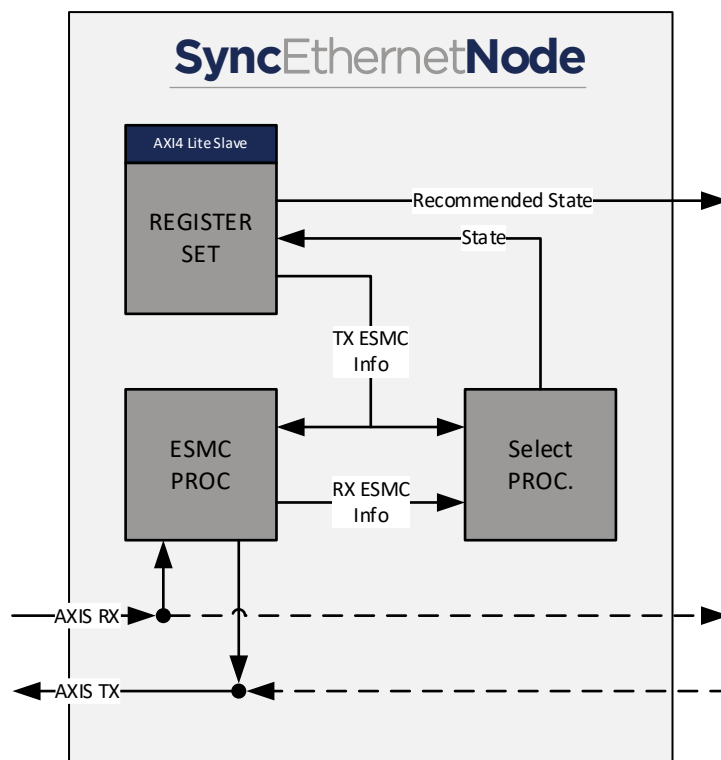 SyncEthernetNode
AXI4 Lite Slave
REGISTER
SET
Recommended State
State
TX ESMC
Info
ESMC
PROC
Select
PROC.
RX ESMC
Info
AXIS RX
AXIS TX